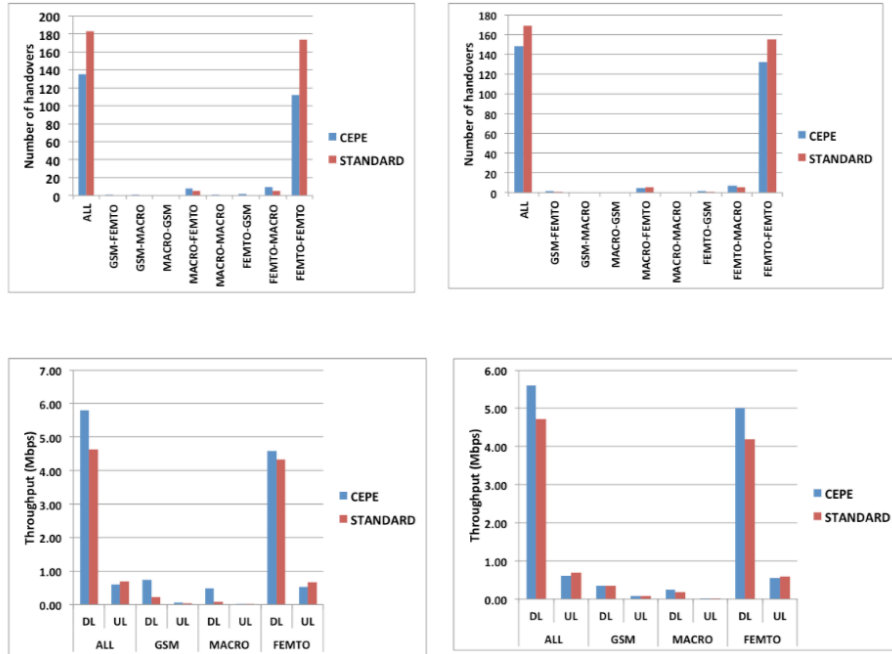 Number of handovers
200
180
160
140
120
100
80
60
40
20
0
ALL
GSM-FEMTO
GSM-MACRO
MACRO-GSM
MACRO-FEMTO
MACRO-MACRO
FEMTO-GSM
FEMTO-MACRO
FEMTO-FEMTO
CEPE
STANDARD
Number of handovers
180
160
140
120
100
80
60
40
20
0
ALL
GSM-FEMTO
GSM-MACRO
MACRO-GSM
MACRO-FEMTO
MACRO-MACRO
FEMTO-GSM
FEMTO-MACRO
FEMTO-FEMTO
CEPE
STANDARD
Throughput (Mbps)
7.00
6.00
5.00
4.00
3.00
2.00
1.00
0.00
DL UL DL UL DL UL DL UL
ALL GSM MACRO FEMTO
CEPE
STANDARD
Throughput (Mbps)
6.00
5.00
4.00
3.00
2.00
1.00
0.00
DL UL DL UL DL UL DL UL
ALL GSM MACRO FEMTO
CEPE
STANDARD